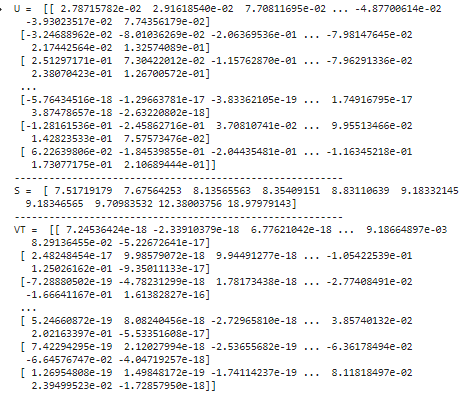 U =  [[ 2.78715782e-02  2.91618540e-02  7.70811695e-02 ... -4.87700614e-02
  -3.93023517e-02  7.74356179e-02]
 [-3.24688962e-02 -8.01036269e-02 -2.06369536e-01 ... -7.98147645e-02
   2.17442564e-02  1.32574089e-01]
 [ 2.51297171e-01  7.30422012e-02 -1.15762870e-01 ... -7.96291336e-02
   2.38070423e-01  1.26700572e-01]
 ...
 [-5.76434516e-18 -1.29663781e-17 -3.83362105e-19 ...  1.74916795e-17
   3.87478657e-18 -2.63220802e-18]
 [-1.28161536e-01 -2.45862716e-01  3.70810741e-02 ...  9.95513466e-02
   1.42823533e-01  7.57573476e-02]
 [ 6.22639806e-02 -1.84539855e-01 -2.04435481e-01 ... -1.16345218e-01
   1.73077175e-01  2.10689444e-01]]
------------------------------------------------------
S =  [ 7.51719179  7.67564253  8.13565563  8.35409151  8.83110639  9.18332145
  9.18346565  9.70983532 12.38003756 18.97979143]
------------------------------------------------------
VT =  [[ 7.24536424e-18 -2.33910379e-18  6.77621042e-18 ...  9.18664897e-03
   8.29136455e-02 -5.22672641e-17]
 [ 2.48248454e-17  9.98579072e-18  9.94491277e-18 ... -1.05422539e-01
   1.25026162e-01 -9.35011133e-17]
 [-7.28880502e-19 -4.78231299e-18  1.78173438e-18 ... -2.77408491e-02
  -1.66641167e-01  1.61382827e-16]
 ...
 [ 5.24660872e-19  8.08240456e-18 -2.72965810e-18 ...  3.85740132e-02
   2.02163397e-01 -5.53351608e-17]
 [ 7.42294295e-19  2.12027994e-18 -2.53655682e-19 ... -6.36178494e-02
  -6.64576747e-02 -4.04719257e-18]
 [ 1.26954808e-19  1.49848172e-19 -1.74114237e-19 ...  8.11818497e-02
   2.39499523e-02 -1.72857950e-18]]